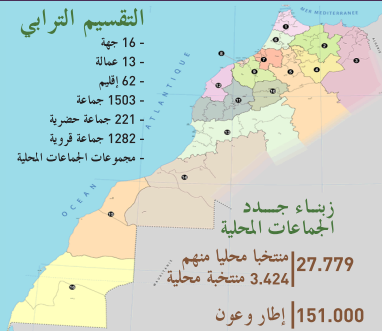 التقسيم الترابي
- 16 جهة
- 13 عمالة
- 62 إقليم
- 1503 جماعة
- 221 جماعة حضرية
- 1282 جماعة قروية
- مجموعات الجماعات المحلية
MER MEDITERRANEE
OCEAN ATLANTIQUE
زبناء جدد
الجماعات المحلية
27.779 منتخبا محليا منهم
3.424 منتخبة محلية
151.000 إطار وعون